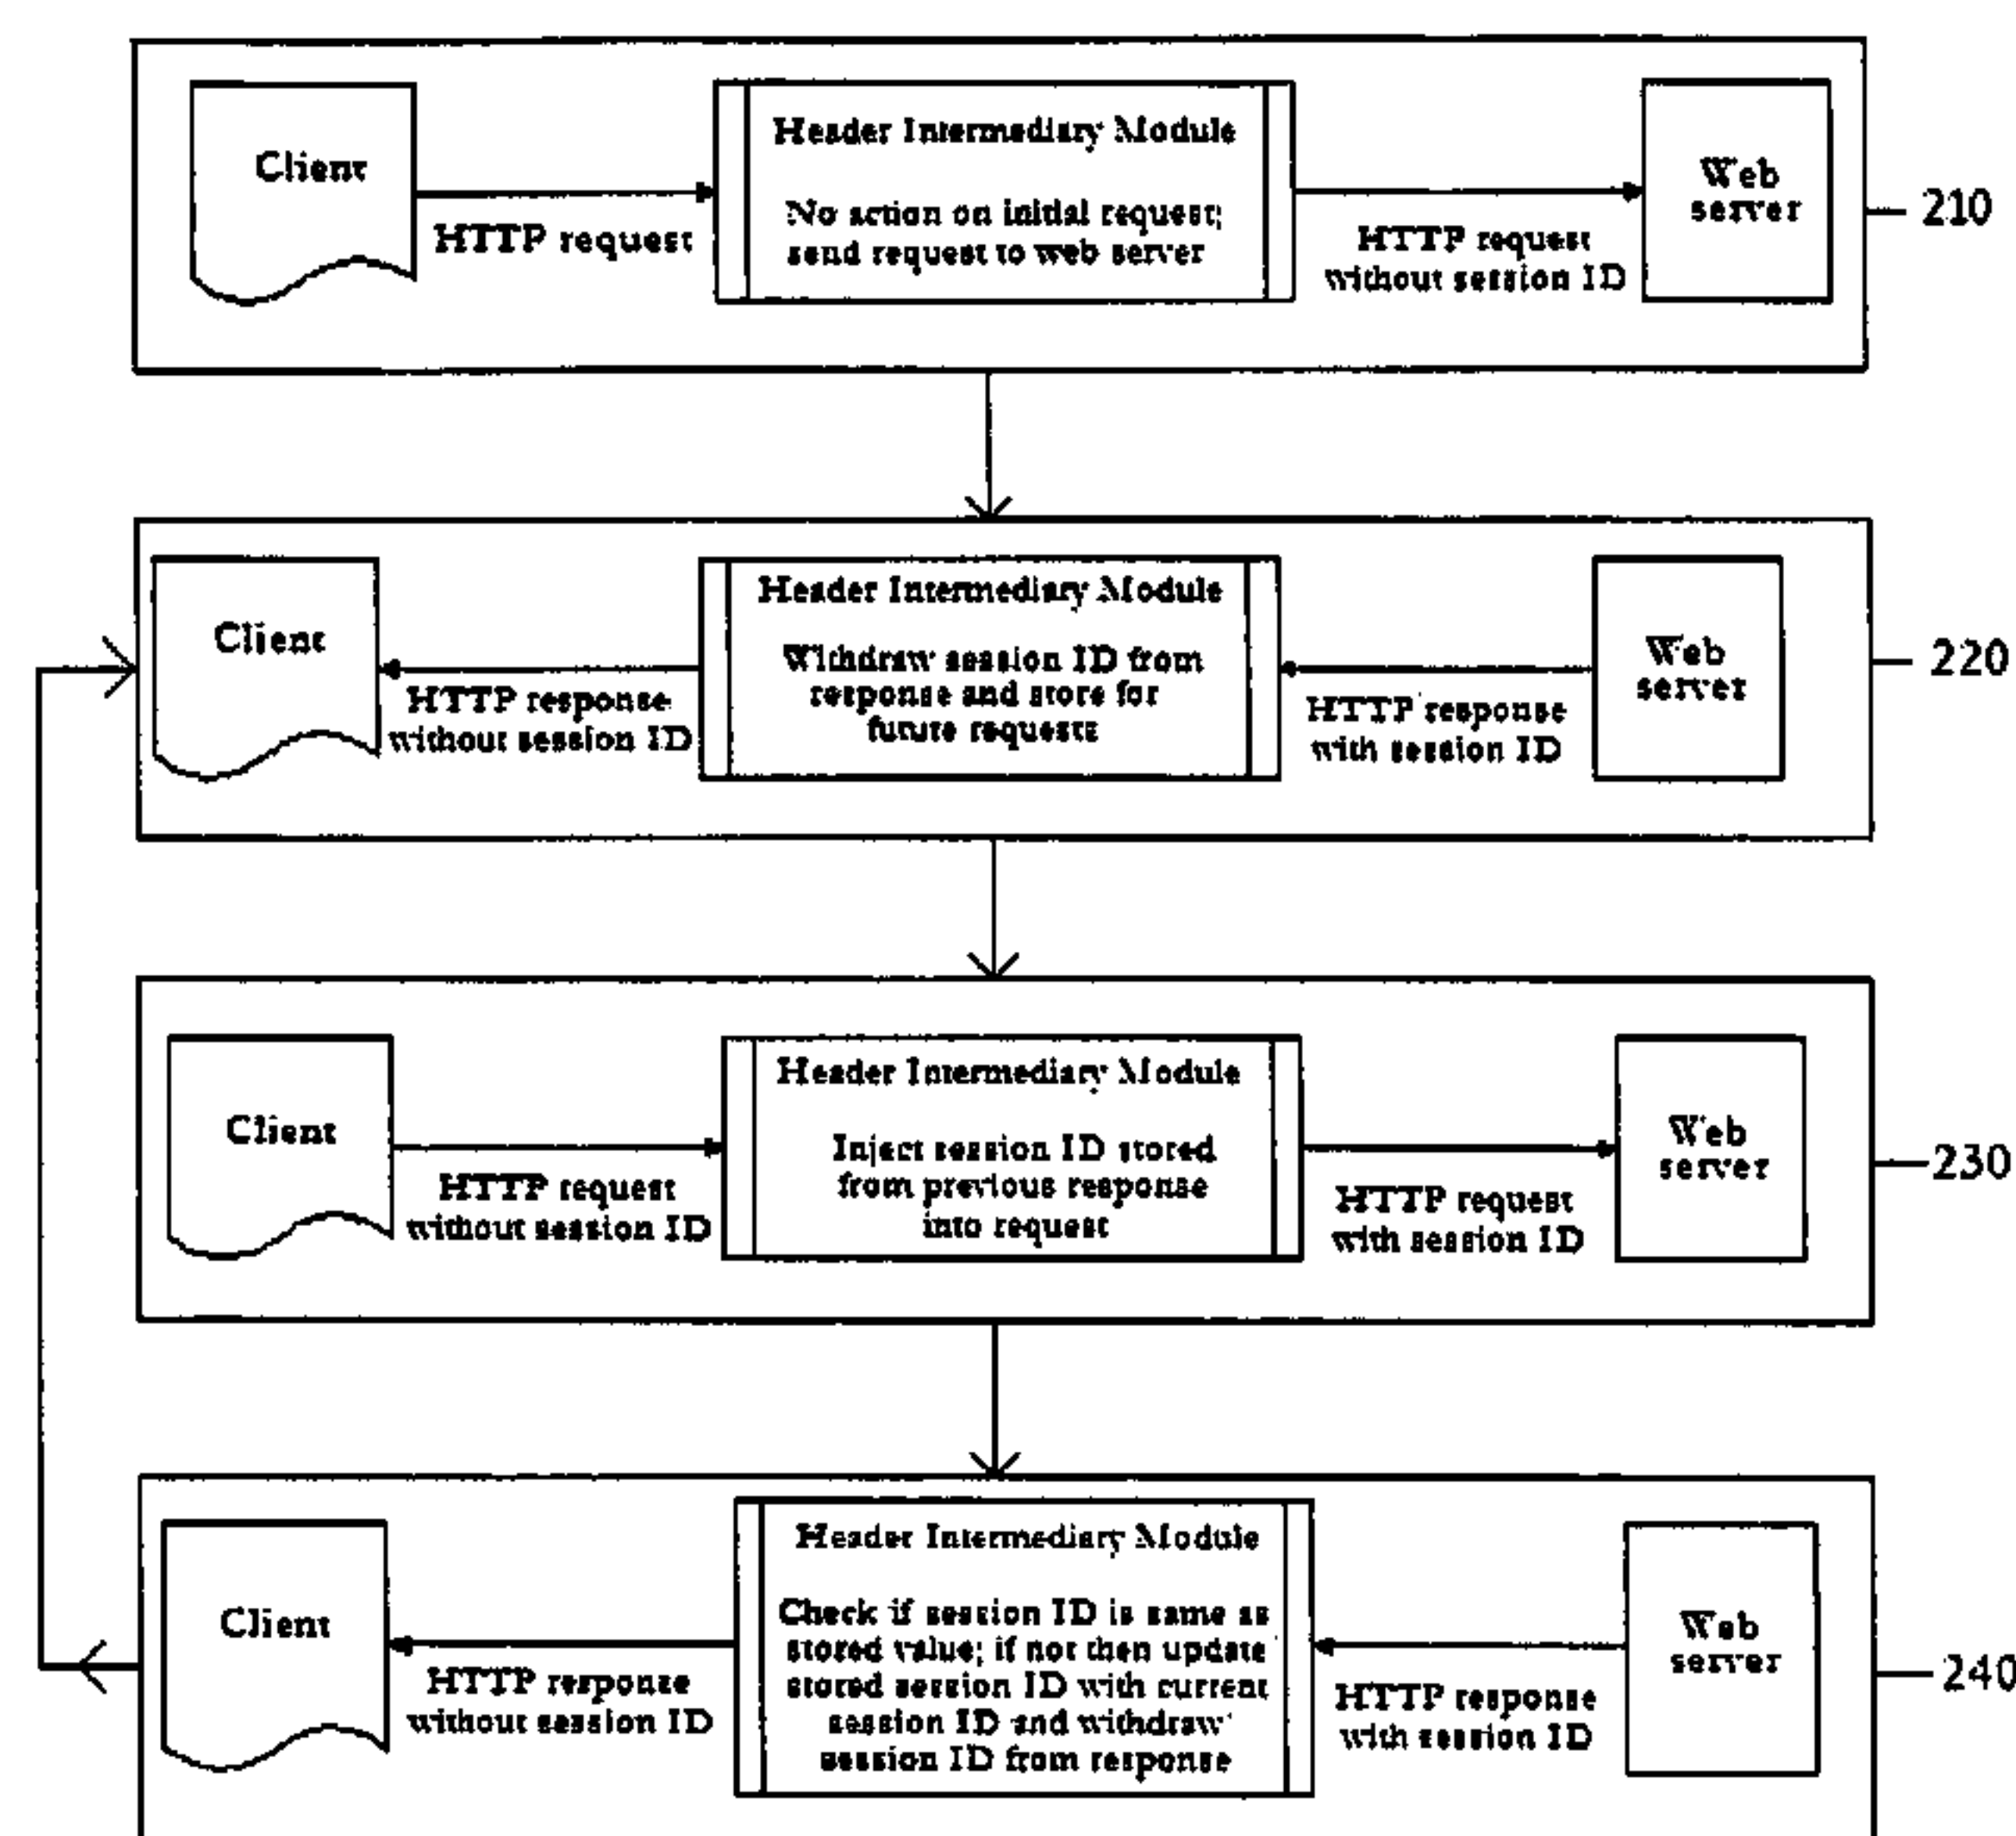 Client
HTTP request
Header Intermediary Module
No action on initial request;
send request to web server
HTTP request
without session ID
Web
server
210
Client
HTTP response
without session ID
Header Intermediary Module
Withdraw session ID from
response and store for
future requests
HTTP response
with session ID
Web
server
220
Client
HTTP request
without session ID
Header Intermediary Module
Inject session ID stored
from previous response
into request
HTTP request
with session ID
Web
server
230
Client
HTTP response
without session ID
Header Intermediary Module
Check if session ID is same as
stored value; if not then update
stored session ID with current
session ID and withdraw
session ID from response
HTTP response
with session ID
Web
server
240